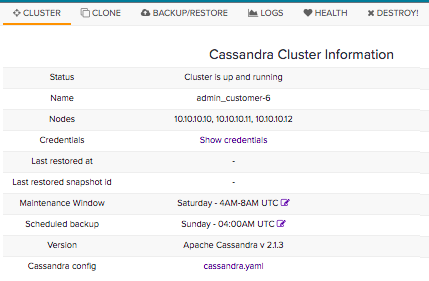 CLUSTER CLONE BACKUP/RESTORE LOGS HEALTH DESTROY!
Cassandra Cluster Information
Status Cluster is up and running
Name admin_customer-6
Nodes 10.10.10.10, 10.10.10.11, 10.10.10.12
Credentials Show credentials
Last restored at -
Last restored snapshot id -
Maintenance Window Saturday - 4AM-8AM UTC
Scheduled backup Sunday - 04:00AM UTC
Version Apache Cassandra v 2.1.3
Cassandra config cassandra.yaml